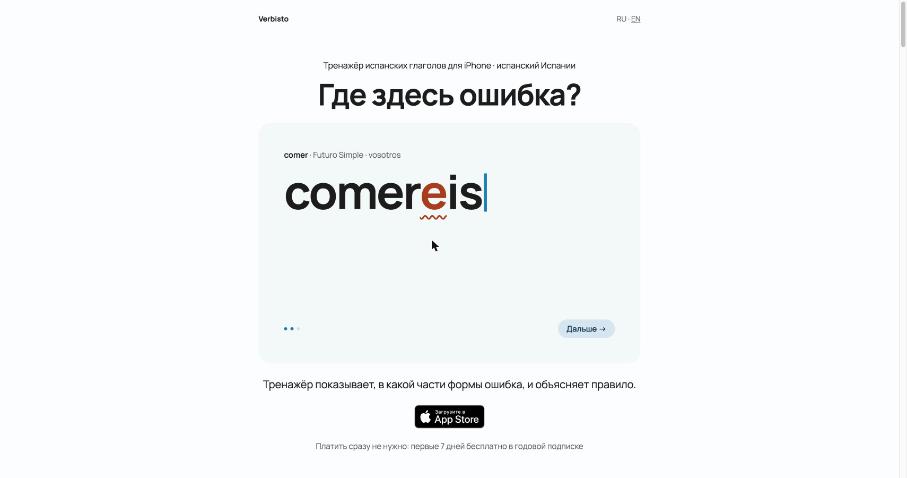 Verbisto
RU · EN
Тренажёр испанских глаголов для iPhone · испанский Испании
Где здесь ошибка?
comer · Futuro Simple · vosotros
comereis
Дальше →
Тренажёр показывает, в какой части формы ошибка, и объясняет правило.
Загрузите в
App Store
Платить сразу не нужно: первые 7 дней бесплатно в годовой подписке